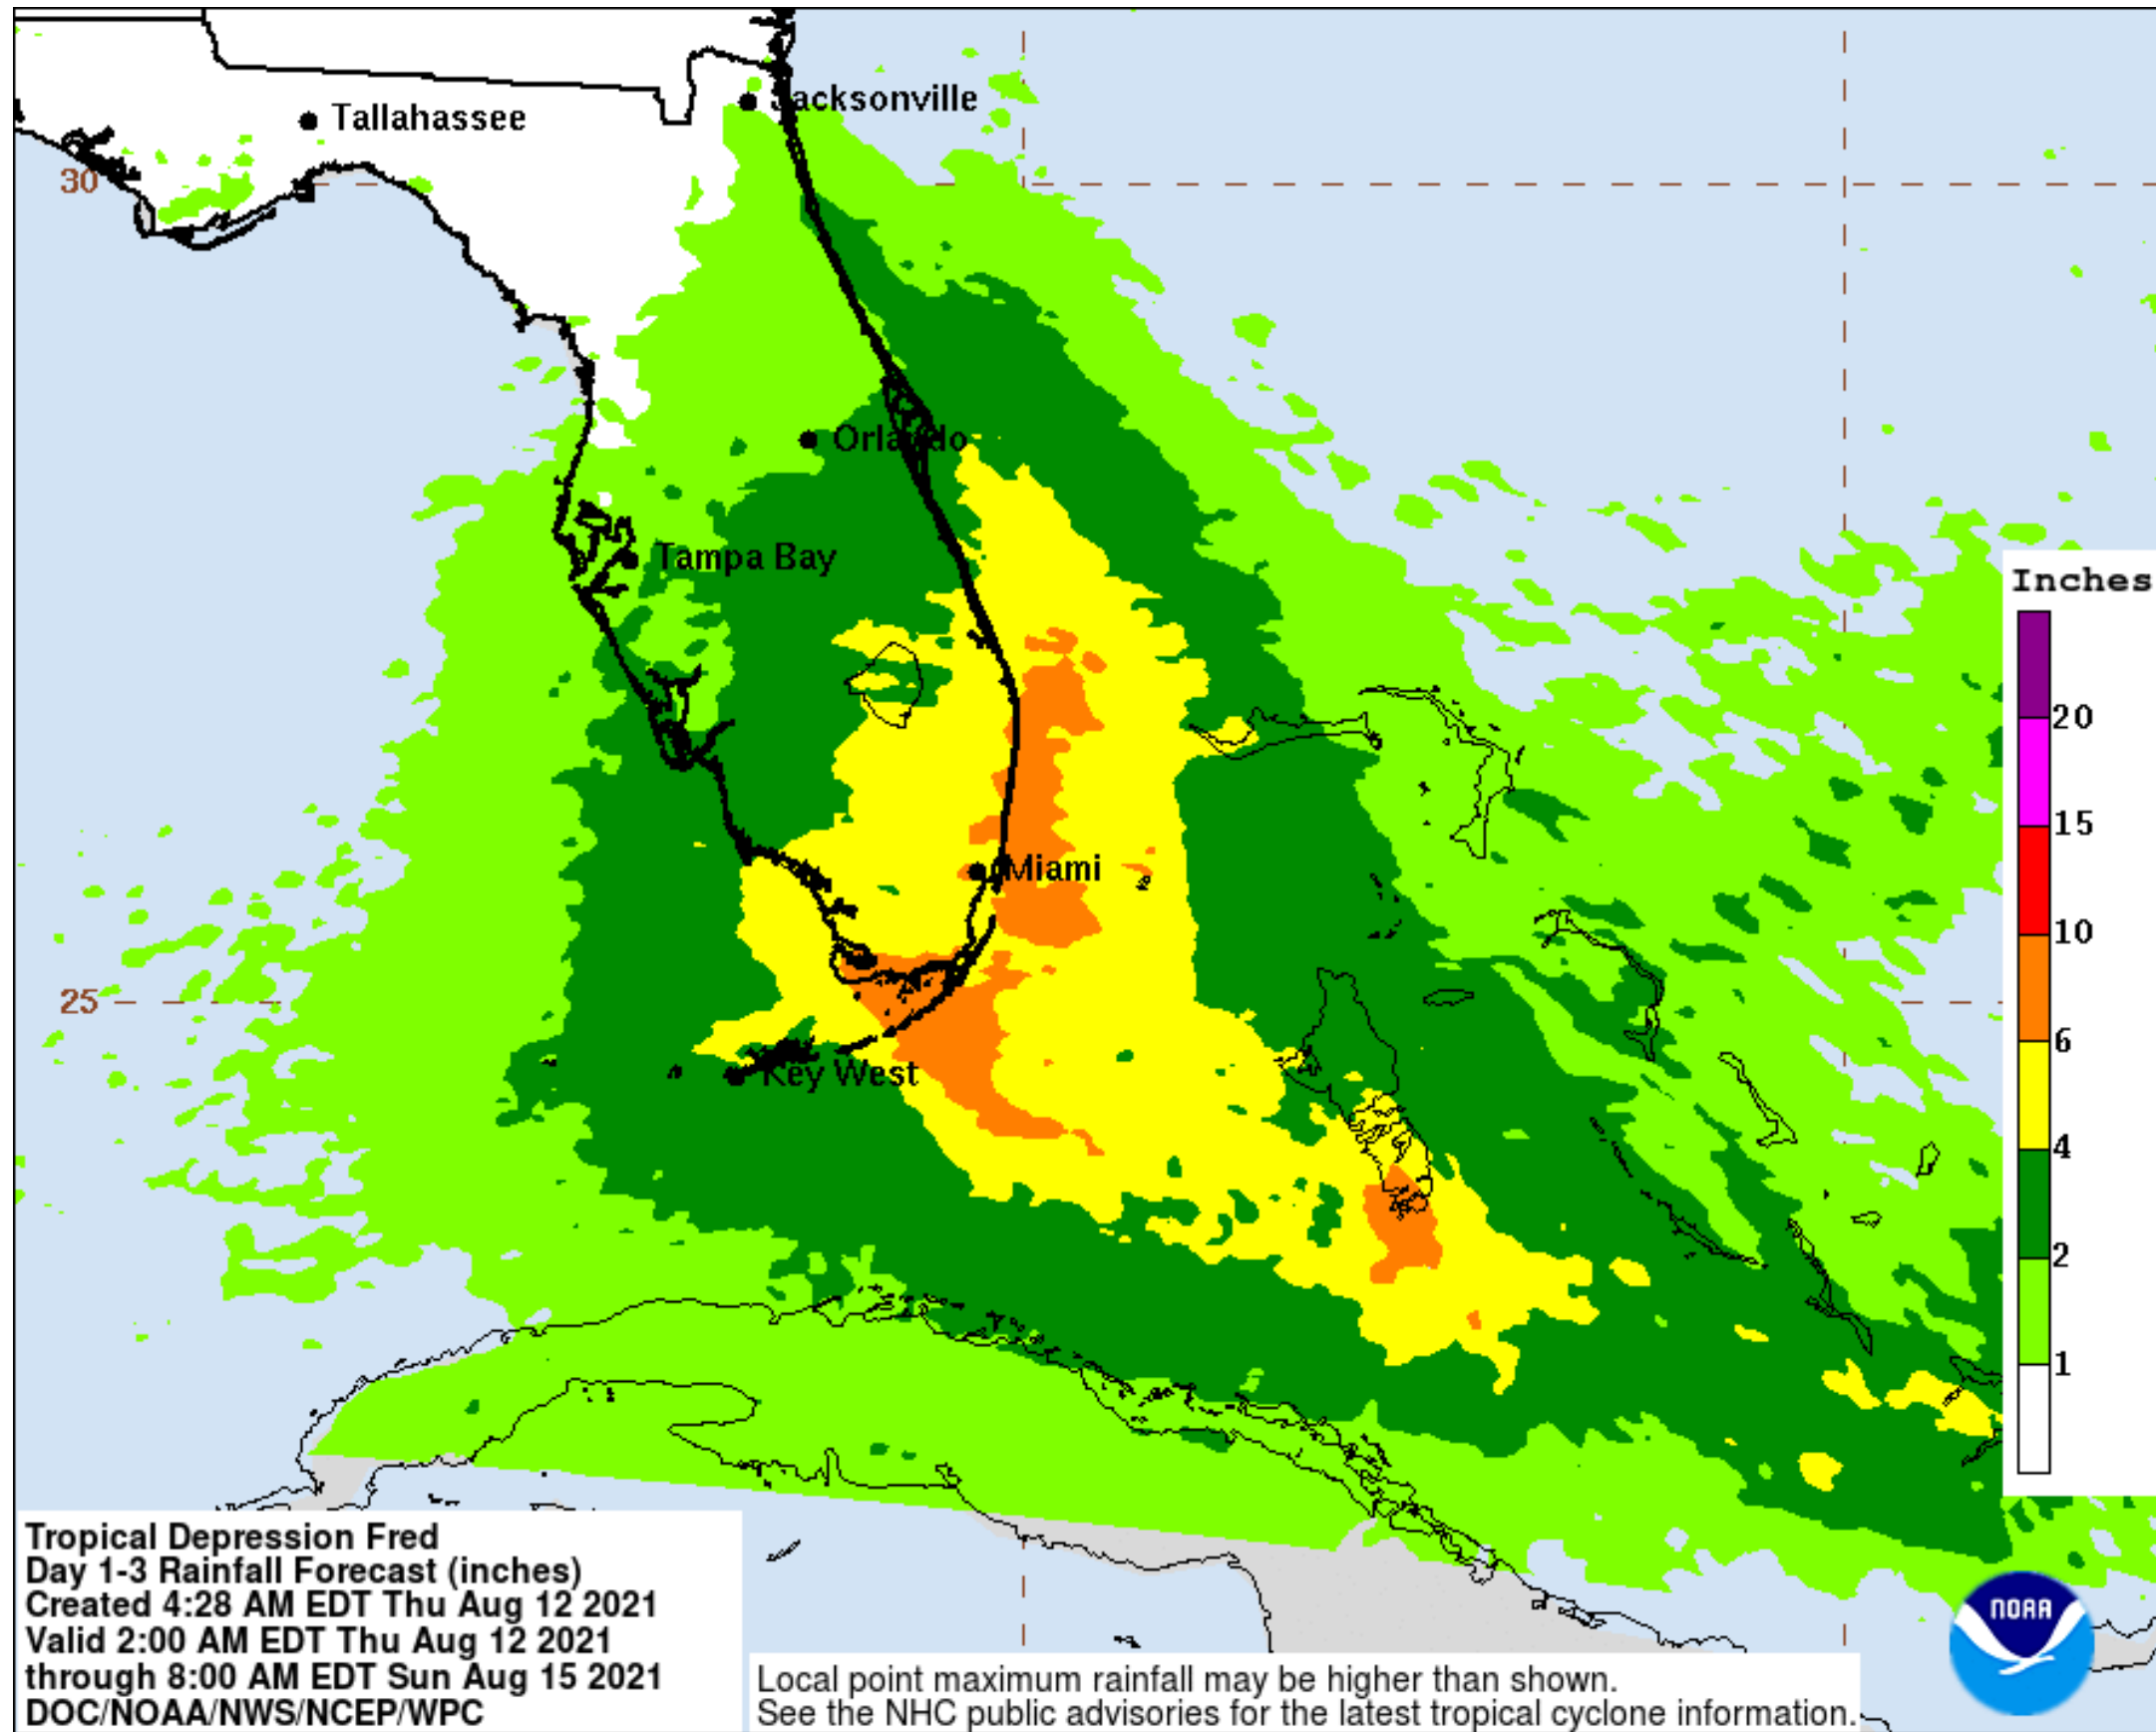 Jacksonville
Tallahassee
30
Orlando
Tampa Bay
Inches
20
15
Miami
10
25
6
Key West
4
2
1
Tropical Depression Fred
Day 1-3 Rainfall Forecast (inches)
Created 4:28 AM EDT Thu Aug 12 2021
Valid 2:00 AM EDT Thu Aug 12 2021
through 8:00 AM EDT Sun Aug 15 2021
DOC/NOAA/NWS/NCEP/WPC
Local point maximum rainfall may be higher than shown.
See the NHC public advisories for the latest tropical cyclone information.
NOAA